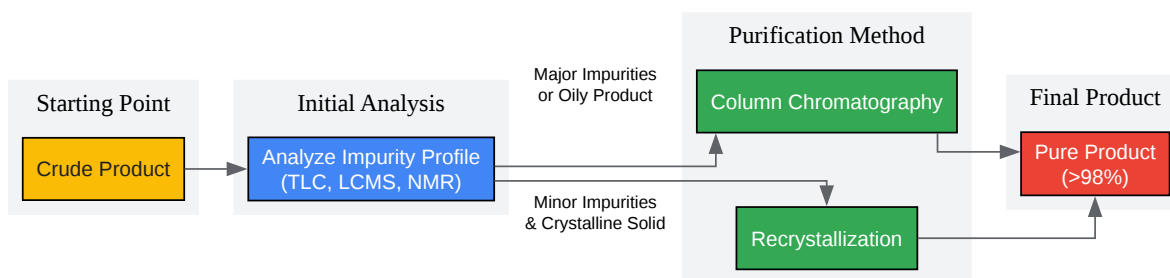 Starting Point
Crude Product
Initial Analysis
Analyze Impurity Profile
(TLC, LCMS, NMR)
Major Impurities
or Oily Product
Minor Impurities
& Crystalline Solid
Purification Method
Column Chromatography
Recrystallization
Final Product
Pure Product
(>98%)